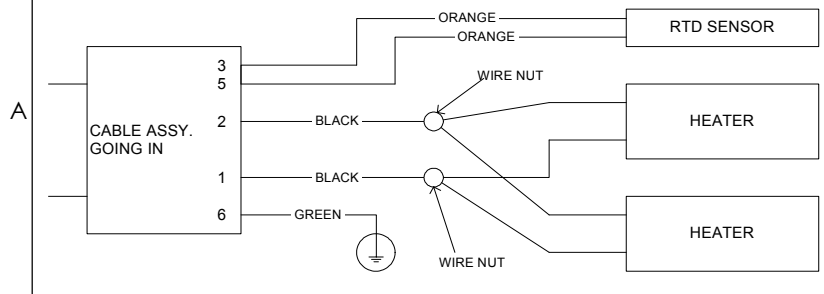 ORANGE
RTD SENSOR
ORANGE
3
5
WIRE NUT
A
CABLE ASSY.
GOING IN
2
BLACK
HEATER
1
BLACK
6
GREEN
HEATER
WIRE NUT